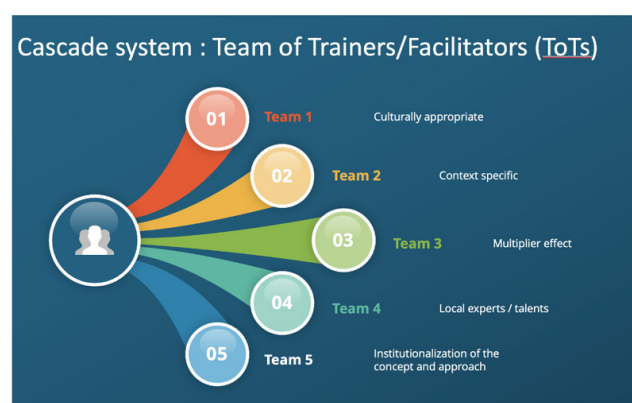 Cascade system : Team of Trainers/Facilitators (ToTs)
01 Team 1 Culturally appropriate
02 Team 2 Context specific
03 Team 3 Multiplier effect
04 Team 4 Local experts / talents
05 Team 5 Institutionalization of the
concept and approach